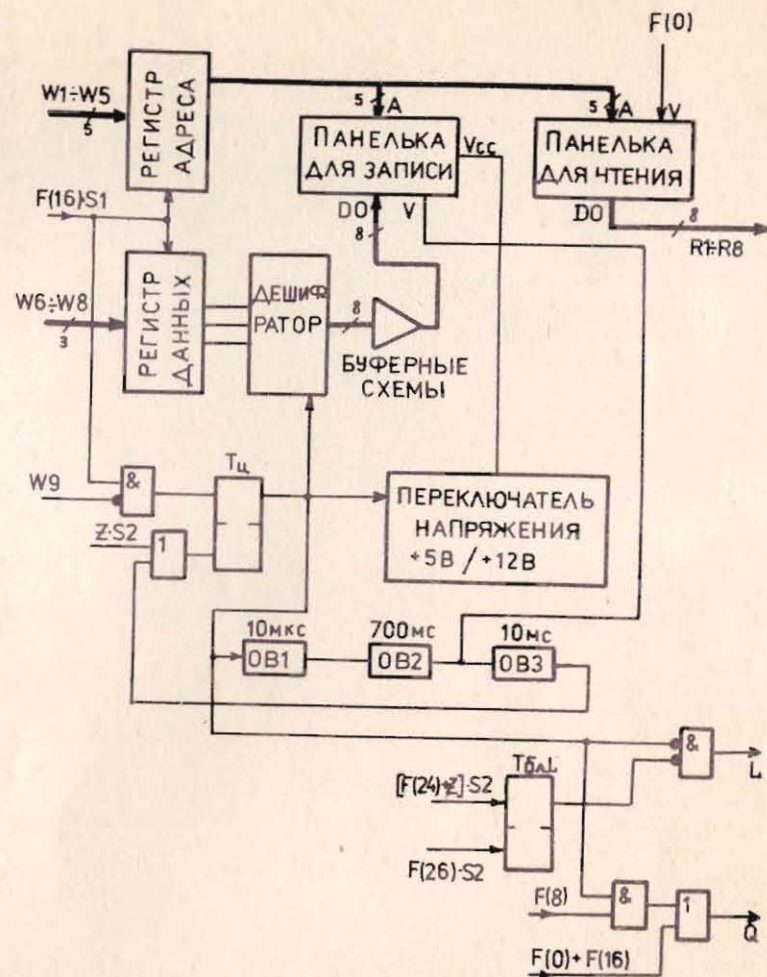 F(0)
W1÷W5
5
РЕГИСТР
АДРЕСА
5
A
5
A
V
ПАНЕЛЬКА
ДЛЯ ЗАПИСИ
Vcc
ПАНЕЛЬКА
ДЛЯ ЧТЕНИЯ
F(16)·S1
DO
V
8
DO
8
R1÷R8
W6÷W8
3
РЕГИСТР
ДАННЫХ
ДЕШИФ
РАТОР
8
БУФЕРНЫЕ
СХЕМЫ
W9
&
Tц
ПЕРЕКЛЮЧАТЕЛЬ
НАПРЯЖЕНИЯ
+5В / +12В
Z·S2
1
10мкс
700мс
10мс
ОВ1
ОВ2
ОВ3
&
L
Tбл.L
[F(24)+Z]·S2
F(26)·S2
F(8)
&
1
Q
F(0)+F(16)